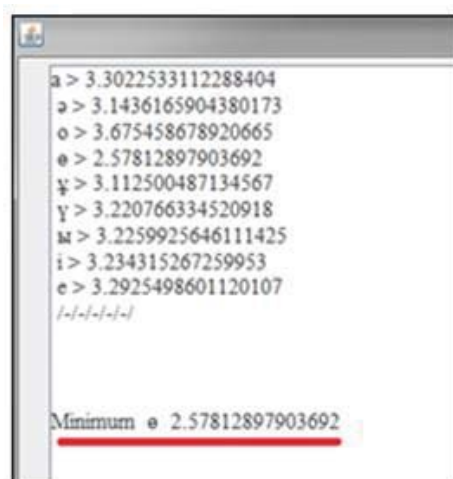 а > 3.3022533112288404
ә > 3.1436165904380173
о > 3.675458678920665
ө > 2.57812897903692
ұ > 3.112500487134567
ү > 3.220766334520918
ы > 3.2259925646111425
і > 3.234315267259953
е > 3.2925498601120107
/-/-/-/-/-/
Minimum ө 2.57812897903692